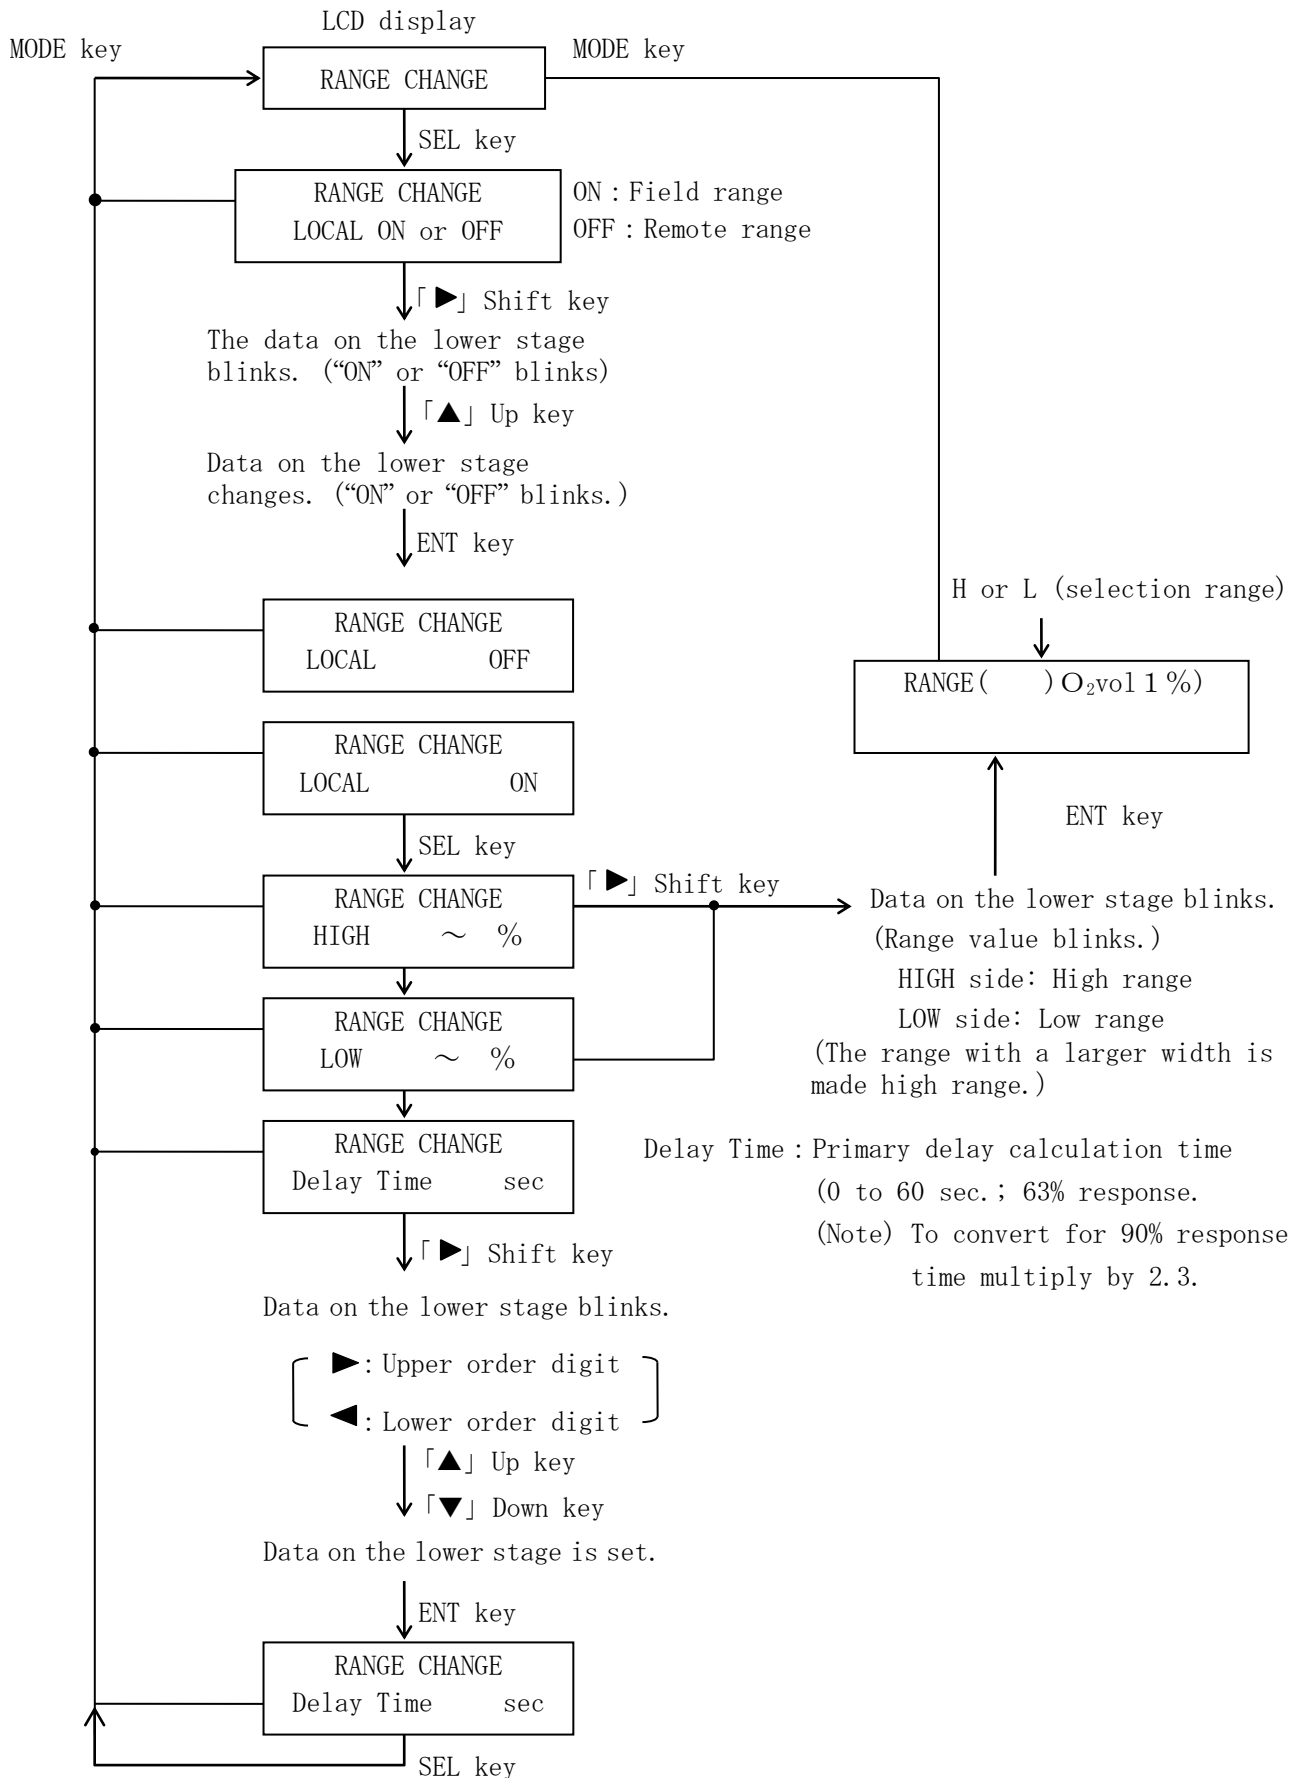 LCD display
MODE key
MODE key
RANGE CHANGE
SEL key
RANGE CHANGE
LOCAL ON or OFF
ON：Field range
OFF：Remote range
「▶」Shift key
The data on the lower stage
blinks. (“ON” or “OFF” blinks)
「▲」Up key
Data on the lower stage
changes. (“ON” or “OFF” blinks.)
ENT key
RANGE CHANGE
LOCAL OFF
H or L (selection range)
RANGE( )O₂vol１%)
RANGE CHANGE
LOCAL ON
ENT key
SEL key
RANGE CHANGE
HIGH ～ %
「▶」Shift key
Data on the lower stage blinks.
(Range value blinks.)
HIGH side: High range
LOW side: Low range
(The range with a larger width is
made high range.)
RANGE CHANGE
LOW ～ %
RANGE CHANGE
Delay Time sec
Delay Time：Primary delay calculation time
(0 to 60 sec.; 63% response.
(Note) To convert for 90% response
time multiply by 2.3.
「▶」Shift key
Data on the lower stage blinks.
▶：Upper order digit
◀：Lower order digit
「▲」Up key
「▼」Down key
Data on the lower stage is set.
ENT key
RANGE CHANGE
Delay Time sec
SEL key